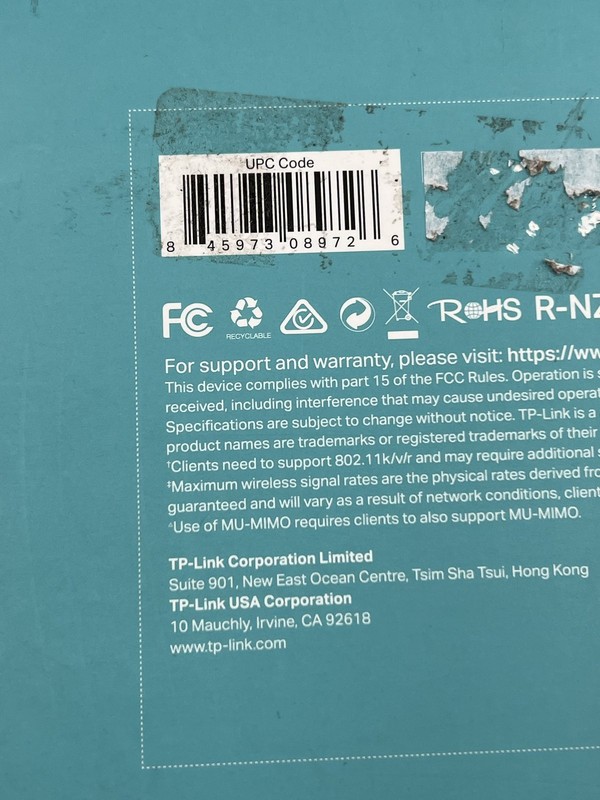 UPC Code
8 45973 08972 6
FC
RECYCLABLE
RoHS R-NZ
For support and warranty, please visit: https://ww
This device complies with part 15 of the FCC Rules. Operation is s
received, including interference that may cause undesired operat
Specifications are subject to change without notice. TP-Link is a
product names are trademarks or registered trademarks of their
†Clients need to support 802.11k/v/r and may require additional s
‡Maximum wireless signal rates are the physical rates derived fro
guaranteed and will vary as a result of network conditions, client
^Use of MU-MIMO requires clients to also support MU-MIMO.
TP-Link Corporation Limited
Suite 901, New East Ocean Centre, Tsim Sha Tsui, Hong Kong
TP-Link USA Corporation
10 Mauchly, Irvine, CA 92618
www.tp-link.com